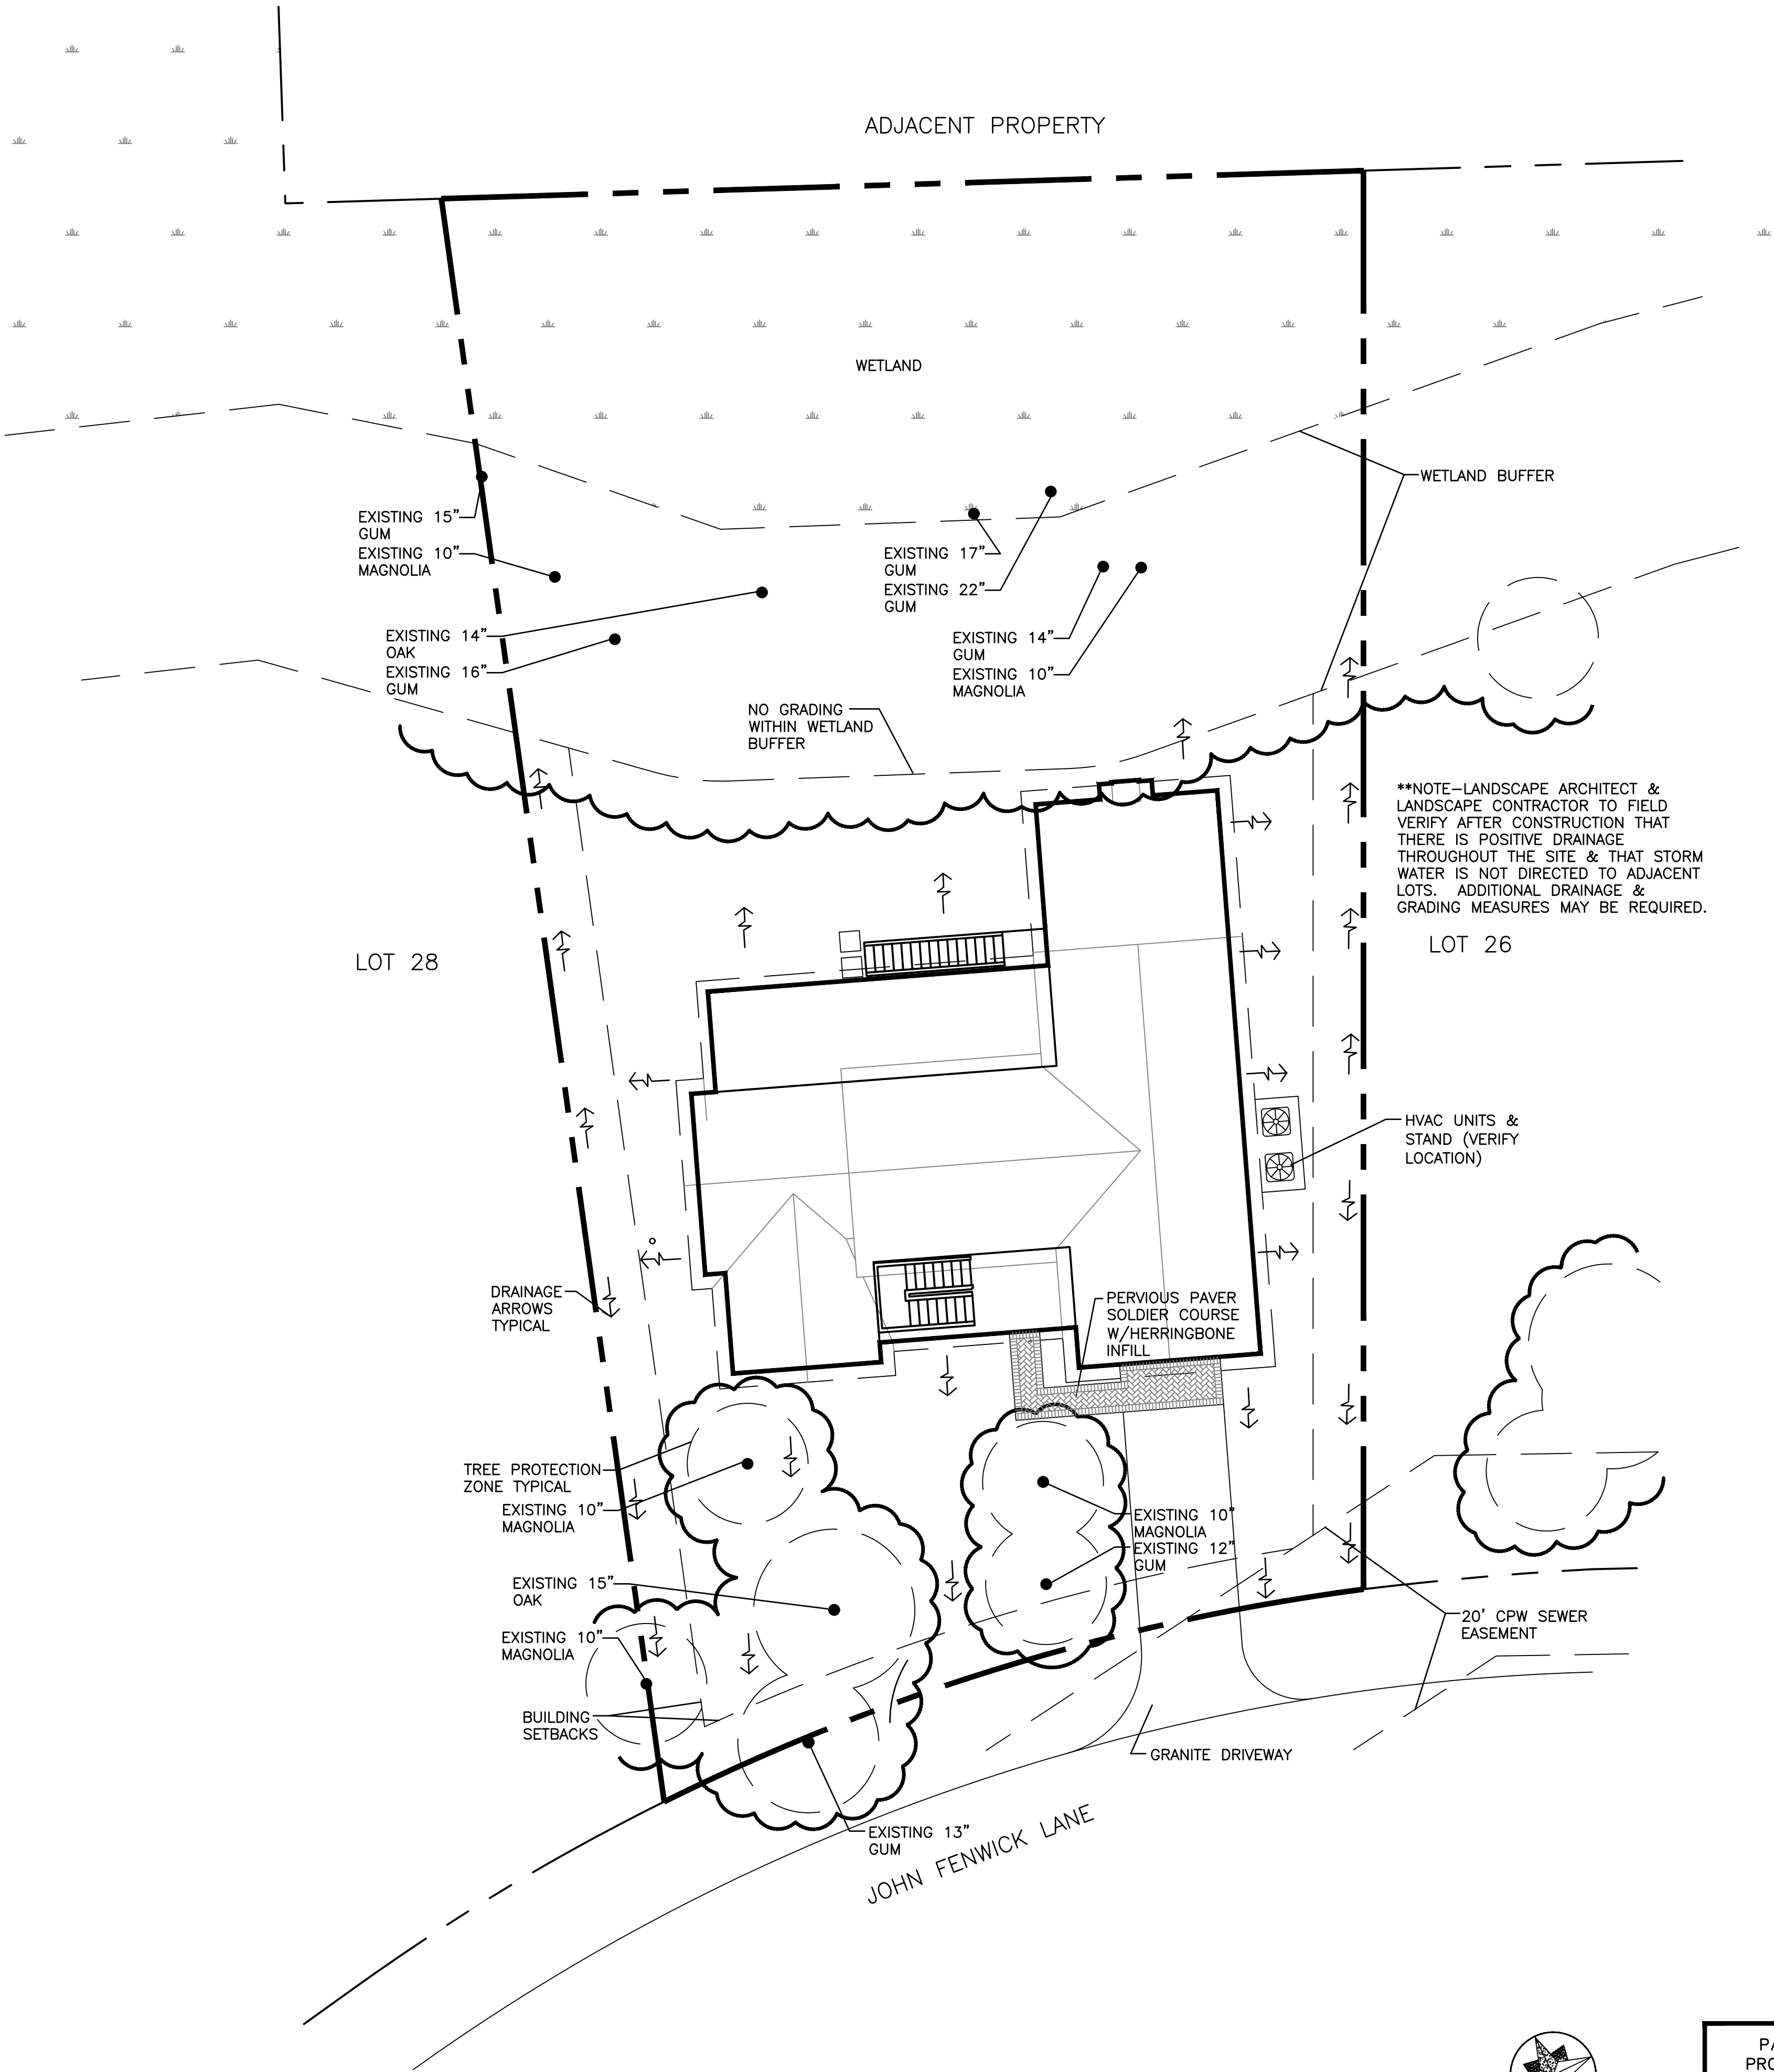 ADJACENT PROPERTY
WETLAND
WETLAND BUFFER
EXISTING 15"
GUM
EXISTING 10"
MAGNOLIA
EXISTING 17"
GUM
EXISTING 22"
GUM
EXISTING 14"
OAK
EXISTING 16"
GUM
EXISTING 14"
GUM
EXISTING 10"
MAGNOLIA
NO GRADING
WITHIN WETLAND
BUFFER
**NOTE–LANDSCAPE ARCHITECT &
LANDSCAPE CONTRACTOR TO FIELD
VERIFY AFTER CONSTRUCTION THAT
THERE IS POSITIVE DRAINAGE
THROUGHOUT THE SITE & THAT STORM
WATER IS NOT DIRECTED TO ADJACENT
LOTS. ADDITIONAL DRAINAGE &
GRADING MEASURES MAY BE REQUIRED.
LOT 28
LOT 26
HVAC UNITS &
STAND (VERIFY
LOCATION)
DRAINAGE
ARROWS
TYPICAL
PERVIOUS PAVER
SOLDIER COURSE
W/HERRINGBONE
INFILL
TREE PROTECTION
ZONE TYPICAL
EXISTING 10"
MAGNOLIA
EXISTING 10"
MAGNOLIA
EXISTING 12"
GUM
EXISTING 15"
OAK
EXISTING 10"
MAGNOLIA
20' CPW SEWER
EASEMENT
BUILDING
SETBACKS
GRANITE DRIVEWAY
EXISTING 13"
GUM
JOHN FENWICK LANE